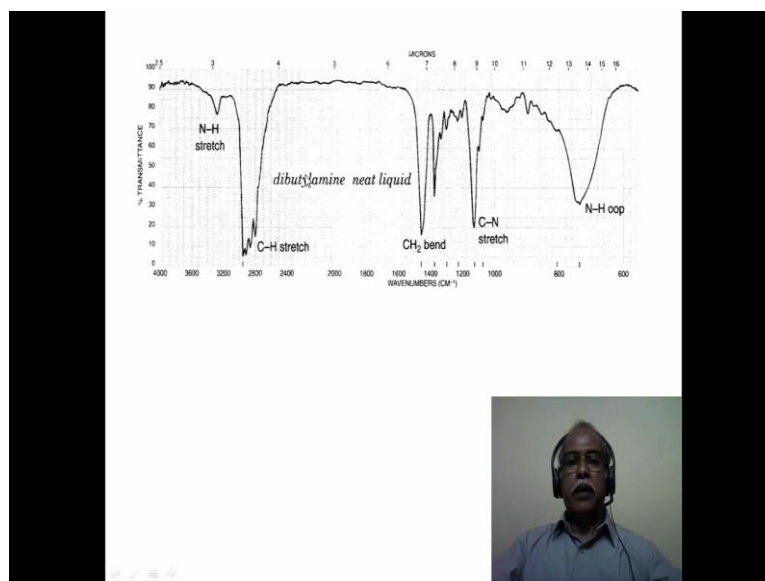 MICRONS
2.5 3 4 5 6 7 8 9 10 11 12 13 14 15 16
100
90
80
70
60
50
40
30
20
10
0
% TRANSMITTANCE
N–H
stretch
dibutylamine neat liquid
C–H stretch
CH₂ bend
C–N
stretch
N–H oop
4000 3600 3200 2800 2400 2000 1800 1600 1400 1200 1000 800 600
WAVENUMBERS (CM⁻¹)